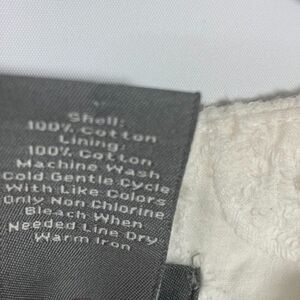 Shell:
100% Cotton
Lining:
100% Cotton
Machine Wash
Cold Gentle Cycle
With Like Colors
Only Non Chlorine
Bleach When
Needed Line Dry
Warm Iron